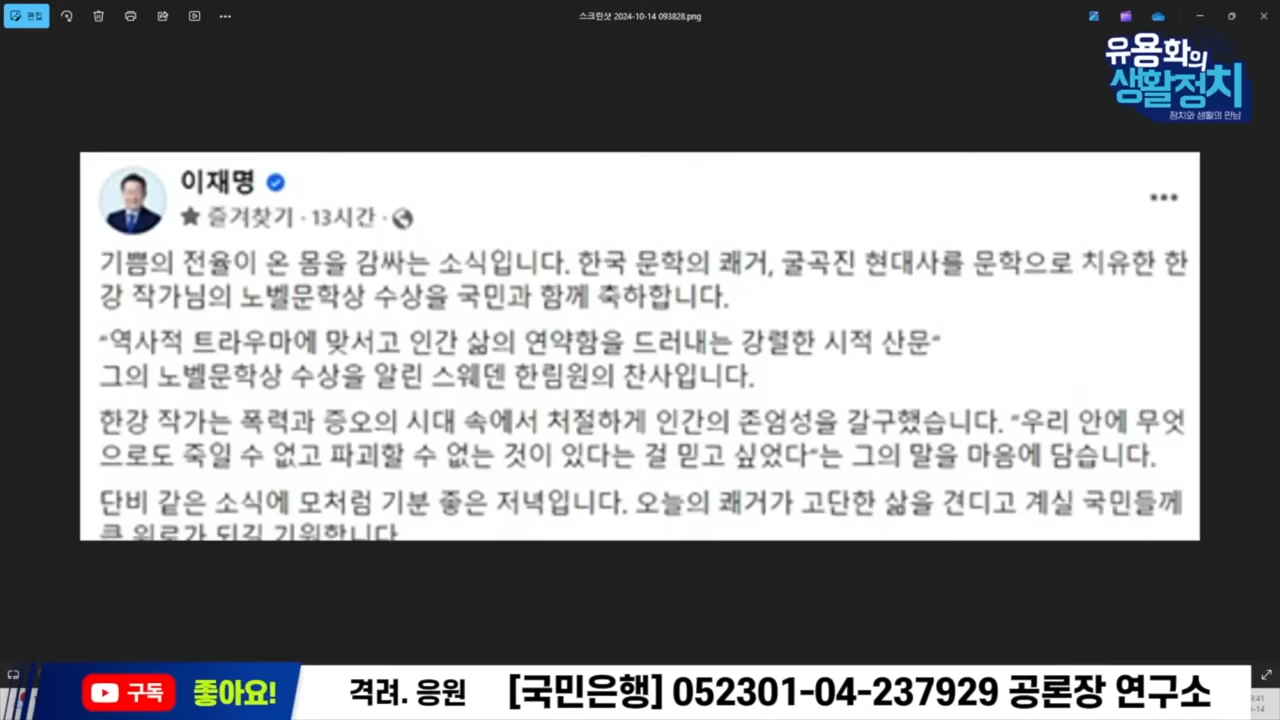 편집
스크린샷 2024-10-14 093828.png
유용화의
생활정치
정치와 생활의 만남
이재명
즐겨찾기 · 13시간 ·
기쁨의 전율이 온 몸을 감싸는 소식입니다. 한국 문학의 쾌거, 굴곡진 현대사를 문학으로 치유한 한
강 작가님의 노벨문학상 수상을 국민과 함께 축하합니다.
“역사적 트라우마에 맞서고 인간 삶의 연약함을 드러내는 강렬한 시적 산문”
그의 노벨문학상 수상을 알린 스웨덴 한림원의 찬사입니다.
한강 작가는 폭력과 증오의 시대 속에서 처절하게 인간의 존엄성을 갈구했습니다. “우리 안에 무엇
으로도 죽일 수 없고 파괴할 수 없는 것이 있다는 걸 믿고 싶었다“는 그의 말을 마음에 담습니다.
단비 같은 소식에 모처럼 기분 좋은 저녁입니다. 오늘의 쾌거가 고단한 삶을 견디고 계실 국민들께
큰 위로가 되길 기원합니다
구독 좋아요! 격려. 응원 [국민은행] 052301-04-237929 공론장 연구소